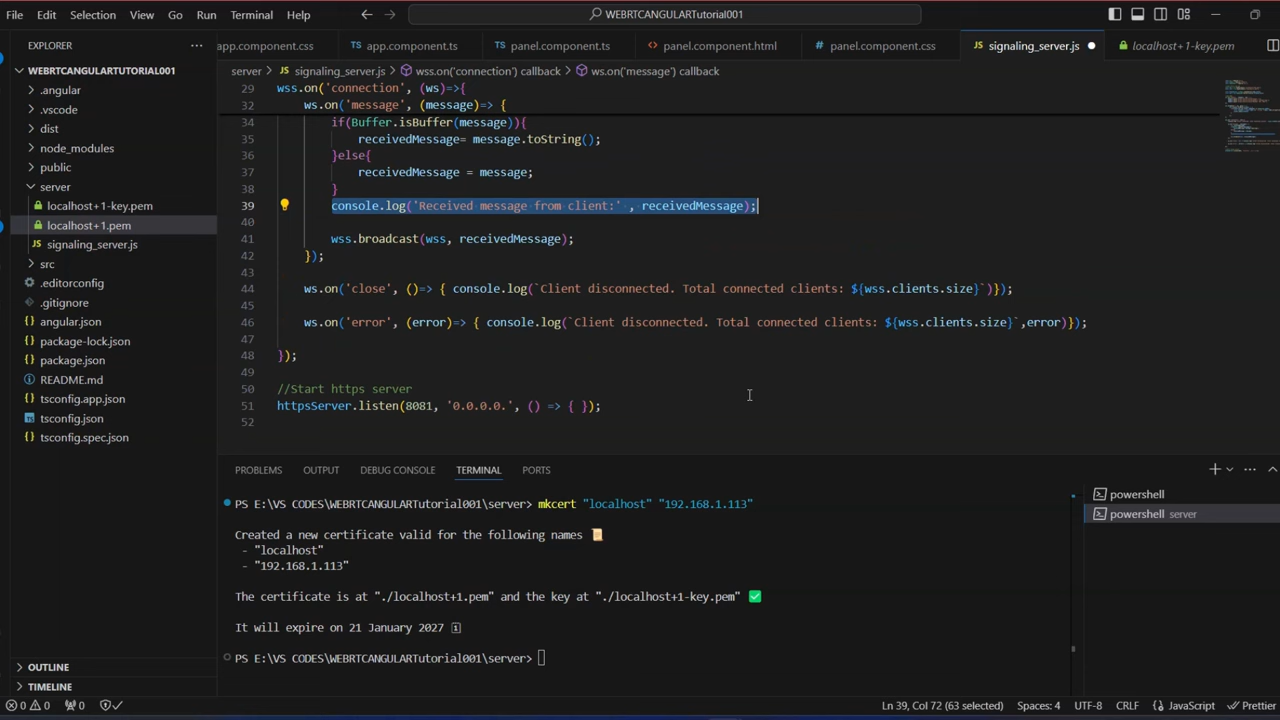 File Edit Selection View Go Run Terminal Help
WEBRTCANGULARTutorial001
EXPLORER
app.component.css
app.component.ts
panel.component.ts
panel.component.html
panel.component.css
signaling_server.js
localhost+1-key.pem
WEBRTCANGULARTUTORIAL001
.angular
.vscode
dist
node_modules
public
server
localhost+1-key.pem
localhost+1.pem
signaling_server.js
src
.editorconfig
.gitignore
angular.json
package-lock.json
package.json
README.md
tsconfig.app.json
tsconfig.json
tsconfig.spec.json
OUTLINE
TIMELINE
server > signaling_server.js > wss.on('connection') callback > ws.on('message') callback
29 wss.on('connection', (ws)=>{
32 ws.on('message', (message)=> {
34 if(Buffer.isBuffer(message)){
35 receivedMessage= message.toString();
36 }else{
37 receivedMessage = message;
38 }
39 console.log('Received message from client:' , receivedMessage);
40
41 wss.broadcast(wss, receivedMessage);
42 });
43
44 ws.on('close', ()=> { console.log(`Client disconnected. Total connected clients: ${wss.clients.size}`)});
45
46 ws.on('error', (error)=> { console.log(`Client disconnected. Total connected clients: ${wss.clients.size}`,error)});
47
48 });
49
50 //Start https server
51 httpsServer.listen(8081, '0.0.0.0.', () => { });
52
PROBLEMS OUTPUT DEBUG CONSOLE TERMINAL PORTS
PS E:\VS CODES\WEBRTCANGULARTutorial001\server> mkcert "localhost" "192.168.1.113"
Created a new certificate valid for the following names 📜
- "localhost"
- "192.168.1.113"
The certificate is at "./localhost+1.pem" and the key at "./localhost+1-key.pem" ✅
It will expire on 21 January 2027
PS E:\VS CODES\WEBRTCANGULARTutorial001\server>
powershell
powershell server
0 0 0
Ln 39, Col 72 (63 selected) Spaces: 4 UTF-8 CRLF JavaScript Prettier